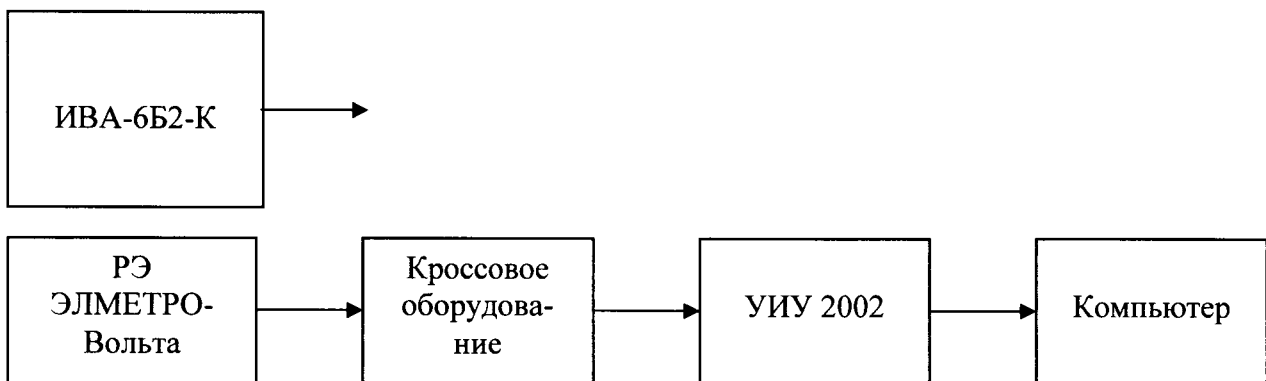 ИВА-6Б2-К
РЭ
ЭЛМЕТРО-
Вольта
Кроссовое
оборудова-
ние
УИУ 2002
Компьютер